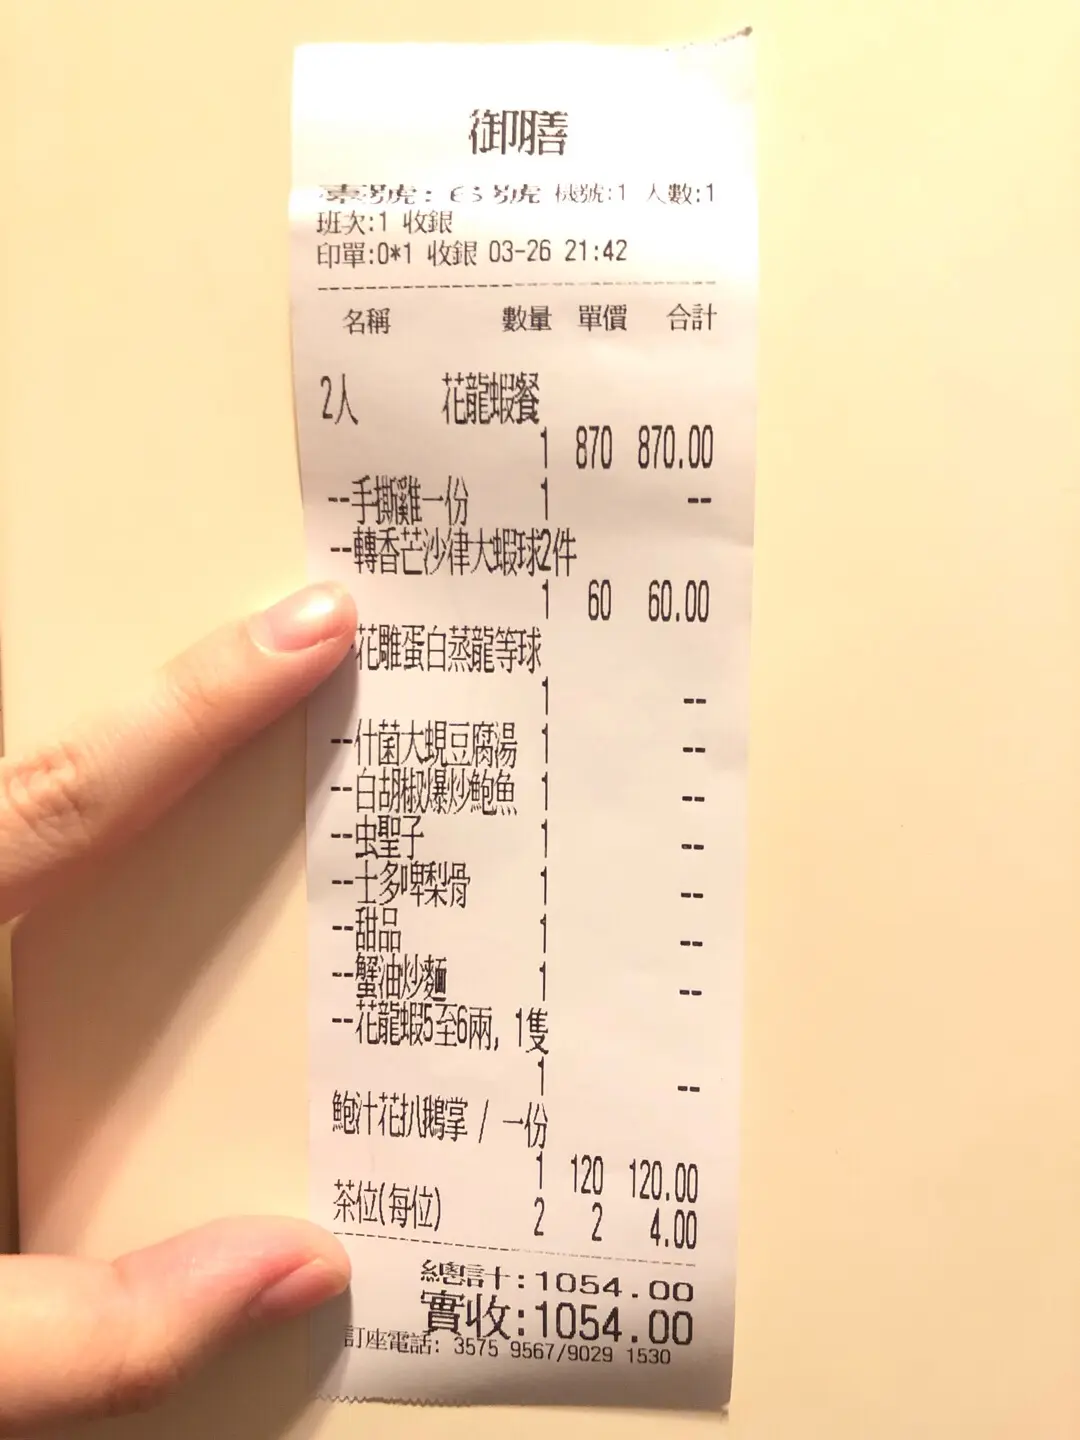 御膳
枱號: 6 號 機號:1 人數:1
班次:1 收銀
印單:0*1 收銀 03-26 21:42
名稱 數量 單價 合計
2人 花龍蝦餐
1 870 870.00
--手撕雞一份 1 --
--轉香芒沙律大蝦球2件
1 60 60.00
-花雕蛋白蒸龍等球
1 --
--什菌大蜆豆腐湯 1 --
--白胡椒爆炒鮑魚 1 --
--虫聖子 1 --
--士多啤梨骨 1 --
--甜品 1 --
--蟹油炒麵 1 --
--花龍蝦5至6兩, 1隻
1 --
鮑汁花扒鵝掌 / 一份
1 120 120.00
茶位(每位) 2 2 4.00
總計:1054.00
實收:1054.00
訂座電話: 3575 9567/9029 1530